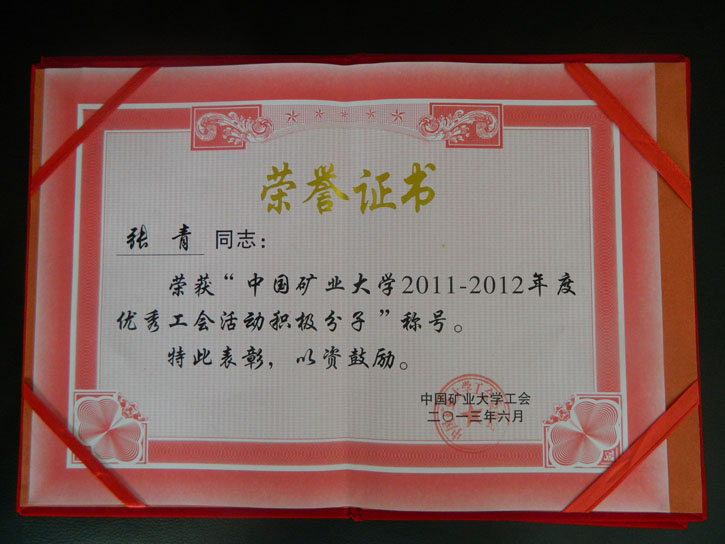 荣誉证书
张青 同志：
荣获“中国矿业大学2011-2012年度
优秀工会活动积极分子”称号。
特此表彰，以资鼓励。
中国矿业大学工会
二〇一三年六月